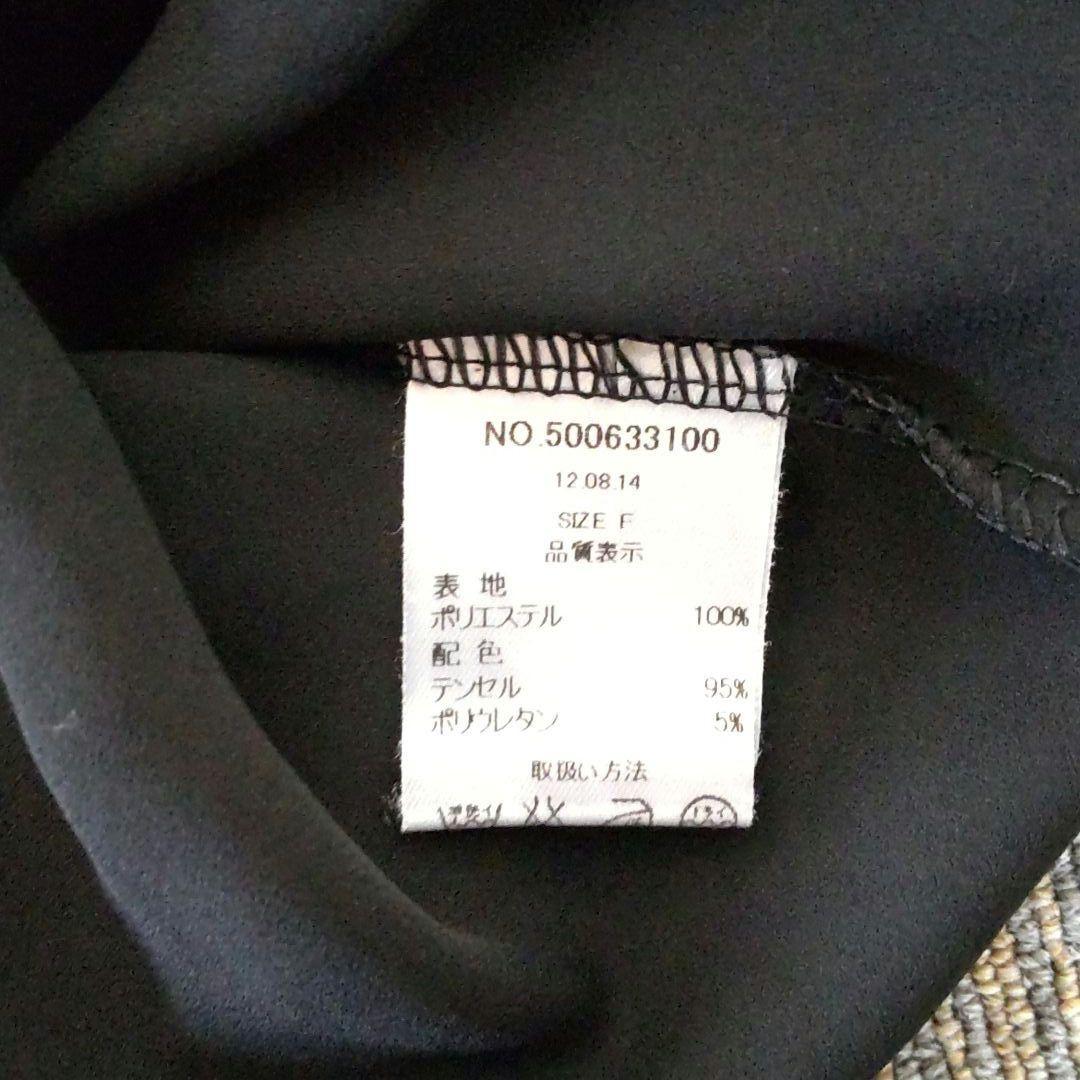 NO.500633100
12.08.14
SIZE F
品質表示
表 地
ポリエステル 100%
配 色
テンセル 95%
ポリウレタン 5%
取扱い方法